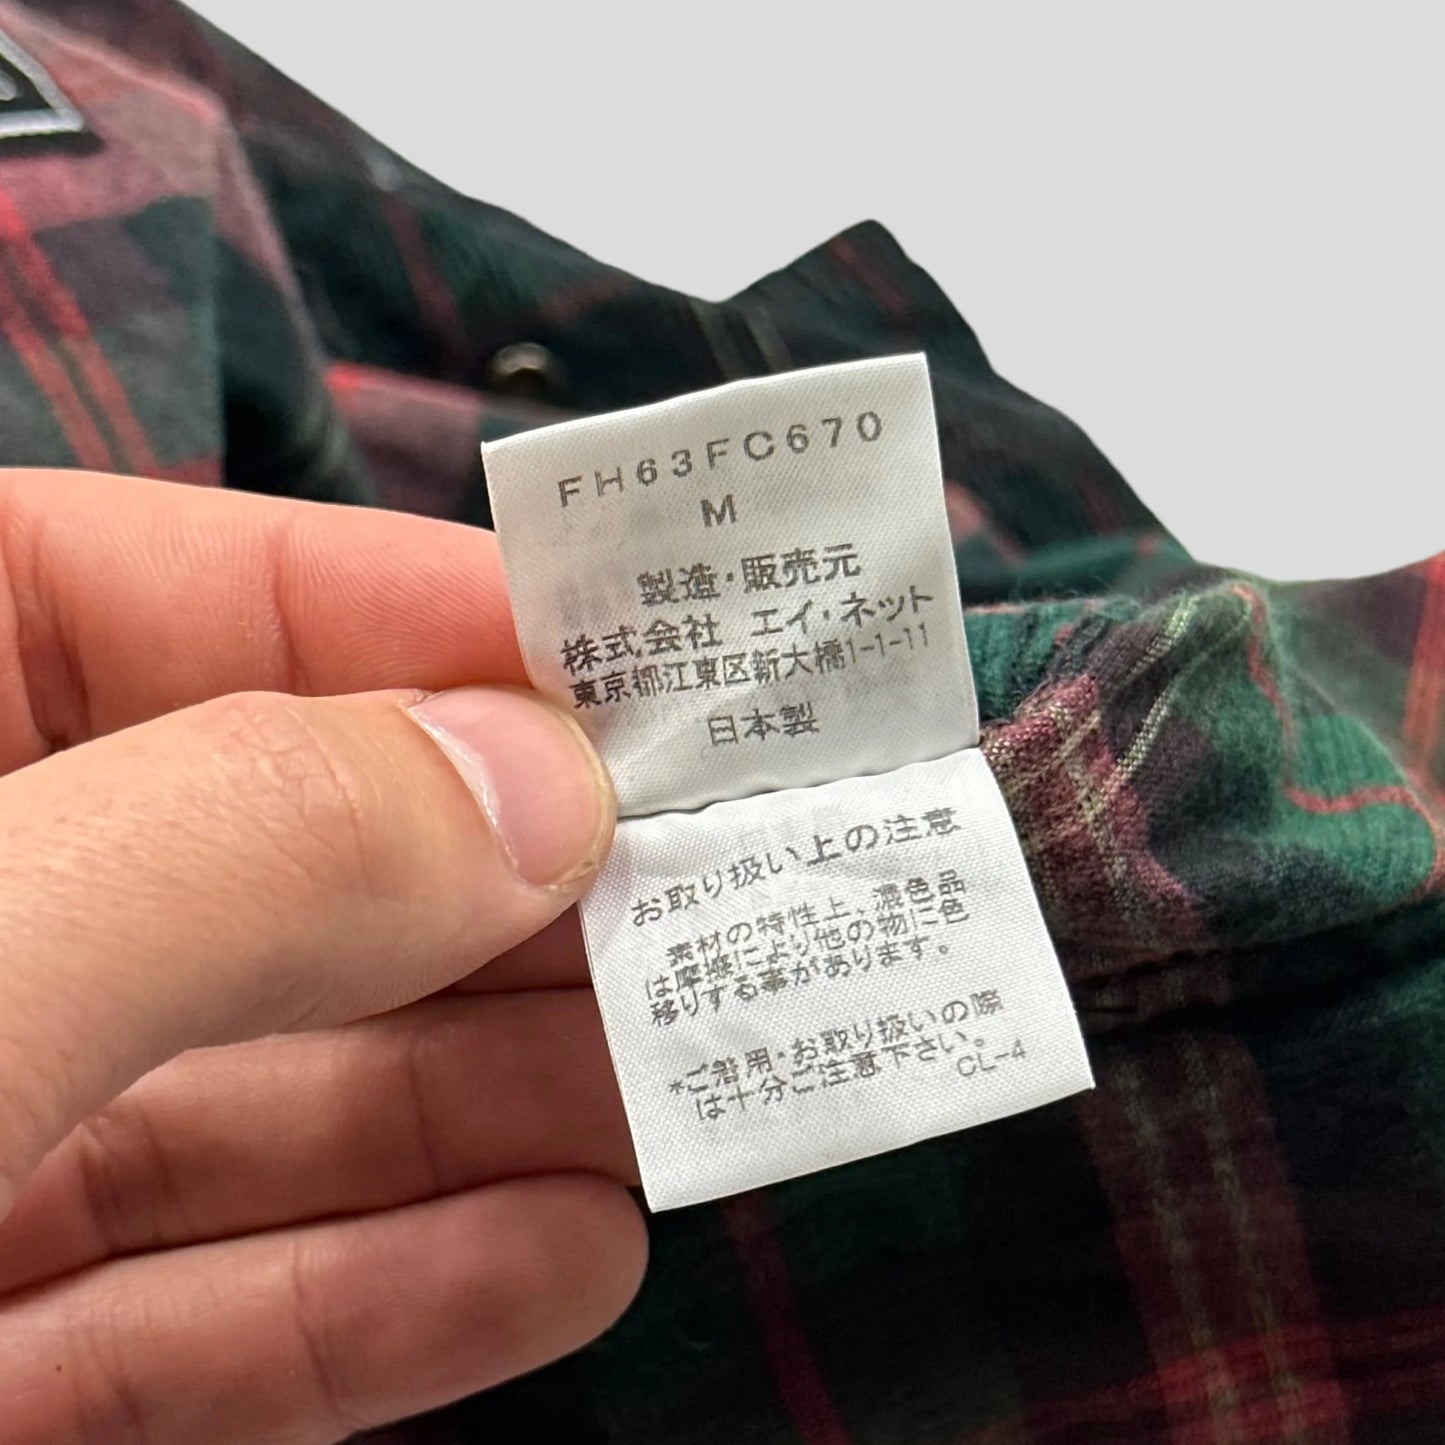 FH63FC670
M
製造・販売元
株式会社 エイ・ネット
東京都江東区新大橋1-1-11
日本製
お取り扱い上の注意
素材の特性上、濃色品
は摩擦により他の物に色
移りする事があります。
*ご着用・お取り扱いの際
は十分ご注意下さい。
CL-4